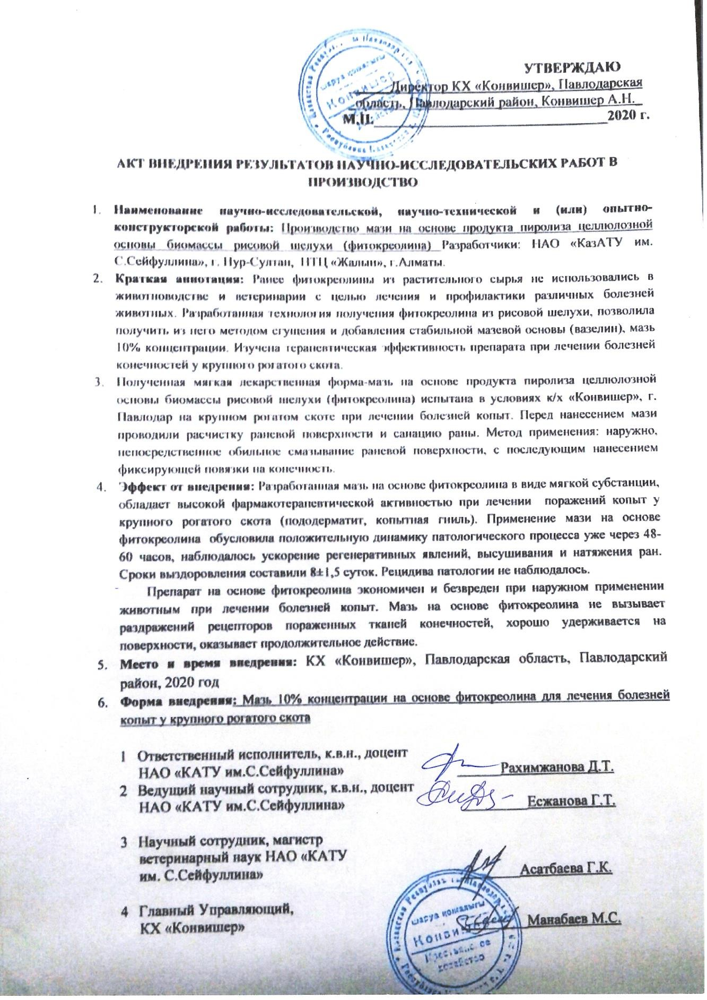 УТВЕРЖДАЮ
Директор КХ «Конвишер», Павлодарская
область, Павлодарский район, Конвишер А.Н.
М.П. 2020 г.
АКТ ВНЕДРЕНИЯ РЕЗУЛЬТАТОВ НАУЧНО-ИССЛЕДОВАТЕЛЬСКИХ РАБОТ В
ПРОИЗВОДСТВО
1. Наименование научно-исследовательской, научно-технической и (или) опытно-
конструкторской работы: Производство мази на основе продукта пиролиза целлюлозной
основы биомассы рисовой шелухи (фитокреолина) Разработчики: НАО «КазАТУ им.
С.Сейфуллина», г. Нур-Султан, НТЦ «Жалын», г.Алматы.
2. Краткая аннотация: Ранее фитокреолины из растительного сырья не использовались в
животноводстве и ветеринарии с целью лечения и профилактики различных болезней
животных. Разработанная технология получения фитокреолина из рисовой шелухи, позволила
получить из него методом сгущения и добавления стабильной мазевой основы (вазелин), мазь
10% концентрации. Изучена терапевтическая эффективность препарата при лечении болезней
конечностей у крупного рогатого скота.
3. Полученная мягкая лекарственная форма-мазь на основе продукта пиролиза целлюлозной
основы биомассы рисовой шелухи (фитокреолина) испытана в условиях к/х «Конвишер», г.
Павлодар на крупном рогатом скоте при лечении болезней копыт. Перед нанесением мази
проводили расчистку раневой поверхности и санацию раны. Метод применения: наружно,
непосредственное обильное смазывание раневой поверхности, с последующим нанесением
фиксирующей повязки на конечность.
4. Эффект от внедрения: Разработанная мазь на основе фитокреолина в виде мягкой субстанции,
обладает высокой фармакотерапевтической активностью при лечении поражений копыт у
крупного рогатого скота (пододерматит, копытная гниль). Применение мази на основе
фитокреолина обусловила положительную динамику патологического процесса уже через 48-
60 часов, наблюдалось ускорение регенеративных явлений, высушивания и натяжения ран.
Сроки выздоровления составили 8±1,5 суток. Рецидива патологии не наблюдалось.
Препарат на основе фитокреолина экономичен и безвреден при наружном применении
животным при лечении болезней копыт. Мазь на основе фитокреолина не вызывает
раздражений рецепторов пораженных тканей конечностей, хорошо удерживается на
поверхности, оказывает продолжительное действие.
5. Место и время внедрения: КХ «Конвишер», Павлодарская область, Павлодарский
район, 2020 год
6. Форма внедрения: Мазь 10% концентрации на основе фитокреолина для лечения болезней
копыт у крупного рогатого скота
1 Ответственный исполнитель, к.в.н., доцент
НАО «КАТУ им.С.Сейфуллина» Рахимжанова Д.Т.
2 Ведущий научный сотрудник, к.в.н., доцент
НАО «КАТУ им.С.Сейфуллина» Есжанова Г.Т.
3 Научный сотрудник, магистр
ветеринарный наук НАО «КАТУ
им. С.Сейфуллина» Асатбаева Г.К.
4 Главный Управляющий,
КХ «Конвишер» Манабаев М.С.
шаруа қожалығы
Крестьянское
хозяйство